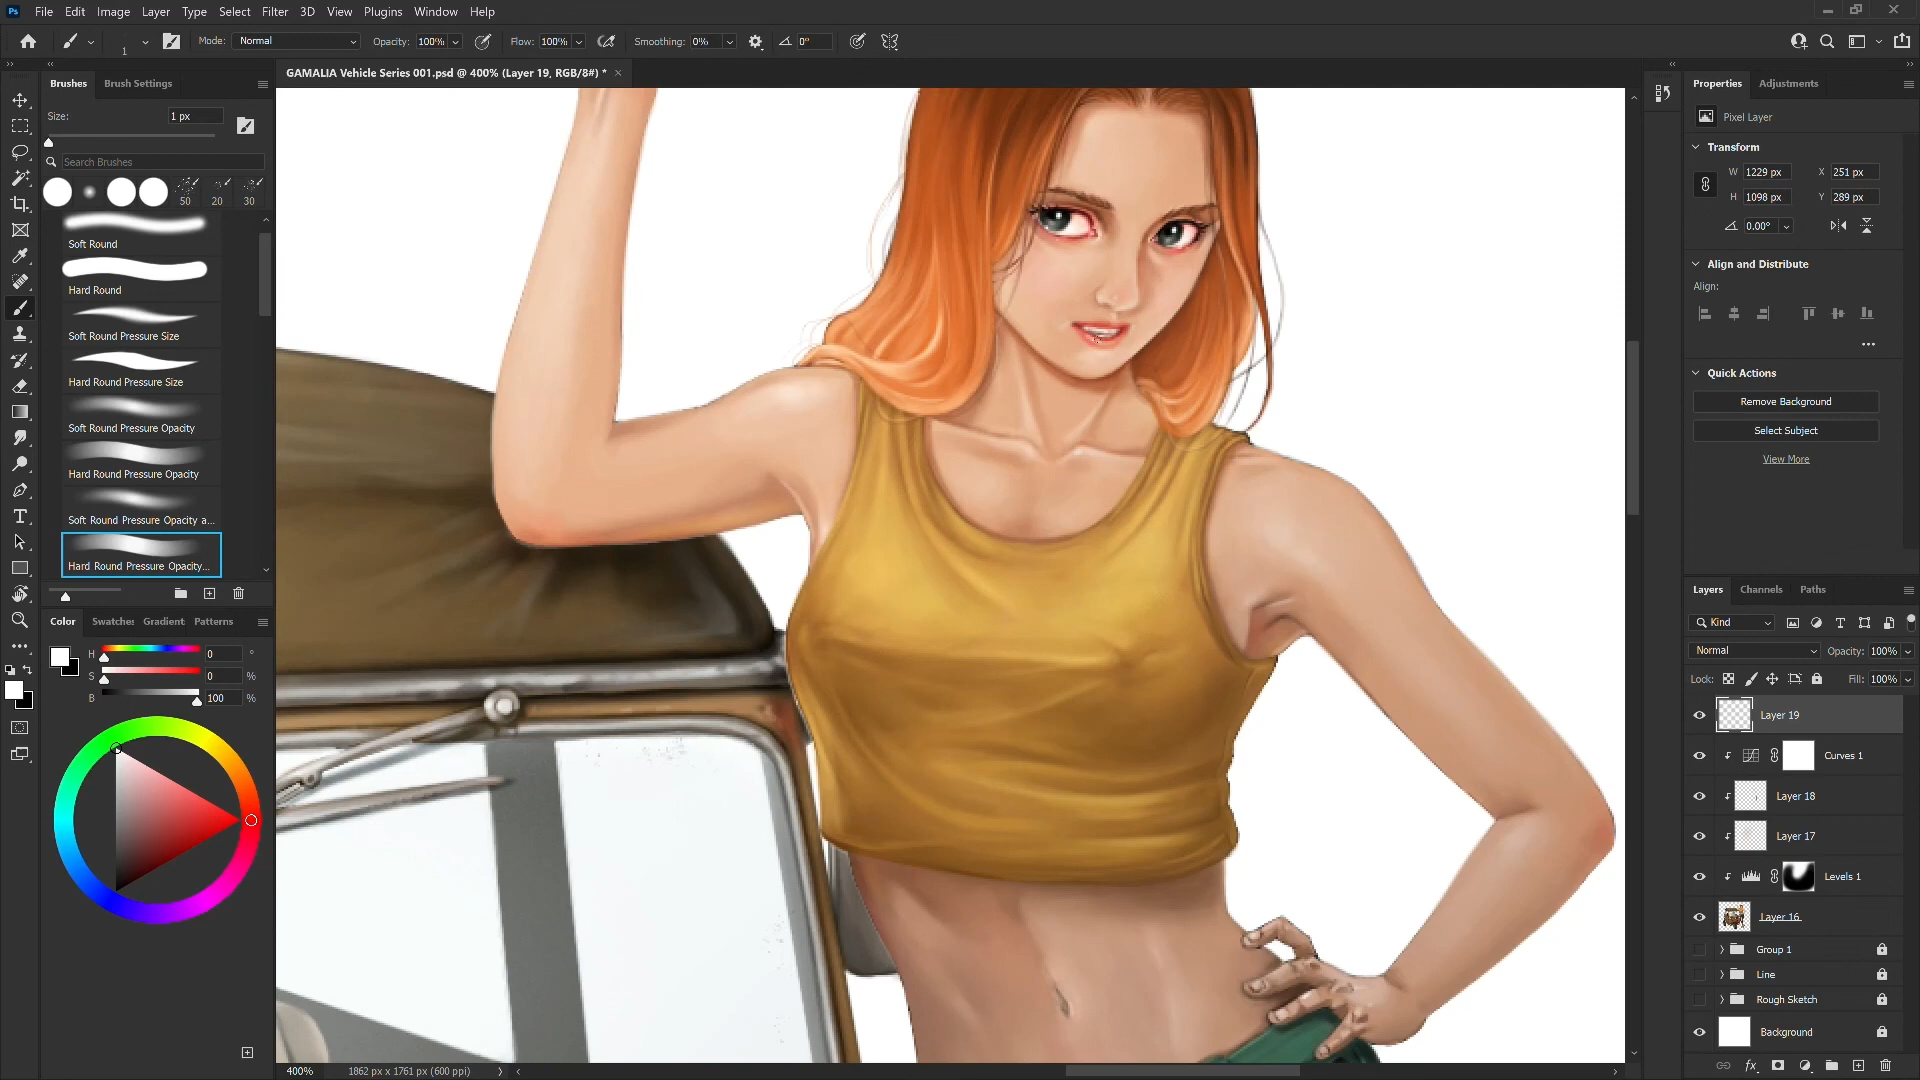 Ps File Edit Image Layer Type Select Filter 3D View Plugins Window Help
1 Mode: Normal Opacity: 100% Flow: 100% Smoothing: 0% 0°
Brushes Brush Settings
GAMALIA Vehicle Series 001.psd @ 400% (Layer 19, RGB/8#) * ×
Properties Adjustments
Size: 1 px
Search Brushes
50 20 30
Soft Round
Hard Round
Soft Round Pressure Size
Hard Round Pressure Size
Soft Round Pressure Opacity
Hard Round Pressure Opacity
Soft Round Pressure Opacity a...
Hard Round Pressure Opacity...
Color Swatches Gradient Patterns
H 0 °
S 0 %
B 100 %
400% 1862 px x 1761 px (600 ppi)
Pixel Layer
Transform
W 1229 px X 251 px
H 1098 px Y 289 px
0.00°
Align and Distribute
Align:
Quick Actions
Remove Background
Select Subject
View More
Layers Channels Paths
Kind
Normal Opacity: 100%
Lock: Fill: 100%
Layer 19
Curves 1
Layer 18
Layer 17
Levels 1
Layer 16
Group 1
Line
Rough Sketch
Background
fx